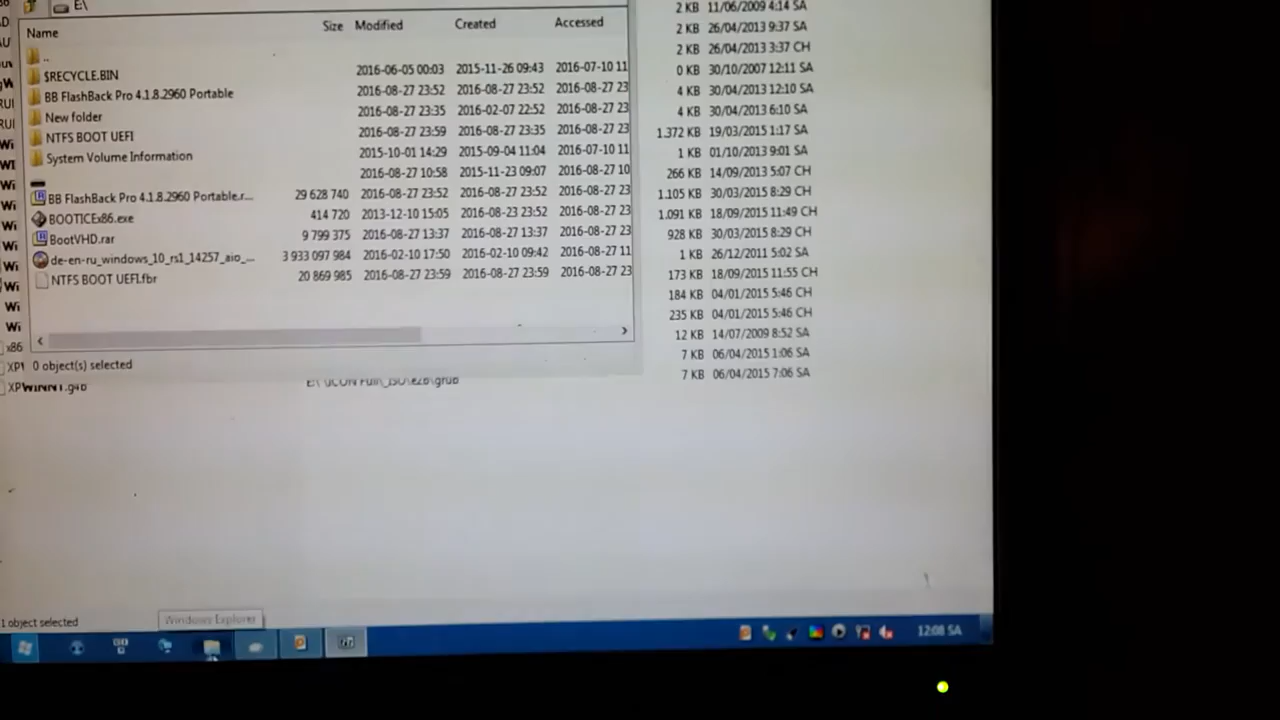 E:\
Name Size Modified Created Accessed
..
$RECYCLE.BIN 2016-06-05 00:03 2015-11-26 09:43 2016-07-10 11
BB FlashBack Pro 4.1.8.2960 Portable 2016-08-27 23:52 2016-08-27 23:52 2016-08-27 23
New folder 2016-08-27 23:35 2016-02-07 22:52 2016-08-27 23
NTFS BOOT UEFI 2016-08-27 23:59 2016-08-27 23:35 2016-08-27 23
System Volume Information 2015-10-01 14:29 2015-09-04 11:04 2016-07-10 11
2016-08-27 10:58 2015-11-23 09:07 2016-08-27 10
BB FlashBack Pro 4.1.8.2960 Portable.r... 29 628 740 2016-08-27 23:52 2016-08-27 23:52 2016-08-27 23
BOOTICEx86.exe 414 720 2013-12-10 15:05 2016-08-23 23:52 2016-08-27 23
BootVHD.rar 9 799 375 2016-08-27 13:37 2016-08-27 13:37 2016-08-27 23
de-en-ru_windows_10_rs1_14257_aio_... 3 933 097 984 2016-02-10 17:50 2016-02-10 09:42 2016-08-27 11
NTFS BOOT UEFI.fbr 20 869 985 2016-08-27 23:59 2016-08-27 23:59 2016-08-27 23
0 object(s) selected
2 KB 11/06/2009 4:14 SA
2 KB 26/04/2013 9:37 SA
2 KB 26/04/2013 3:37 CH
0 KB 30/10/2007 12:11 SA
4 KB 30/04/2013 12:10 SA
4 KB 30/04/2013 6:10 SA
1.372 KB 19/03/2015 1:17 SA
1 KB 01/10/2013 9:01 SA
266 KB 14/09/2013 5:07 CH
1.105 KB 30/03/2015 8:29 CH
1.091 KB 18/09/2015 11:49 CH
928 KB 30/03/2015 8:29 CH
1 KB 26/12/2011 5:02 SA
173 KB 18/09/2015 11:55 CH
184 KB 04/01/2015 5:46 CH
235 KB 04/01/2015 5:46 CH
12 KB 14/07/2009 8:52 SA
7 KB 06/04/2015 1:06 SA
7 KB 06/04/2015 7:06 SA
Wi
Wi
Wi
Wi
Wi
Wi
Wi
Wi
x86
1 object selected
Windows Explorer
12:08 SA